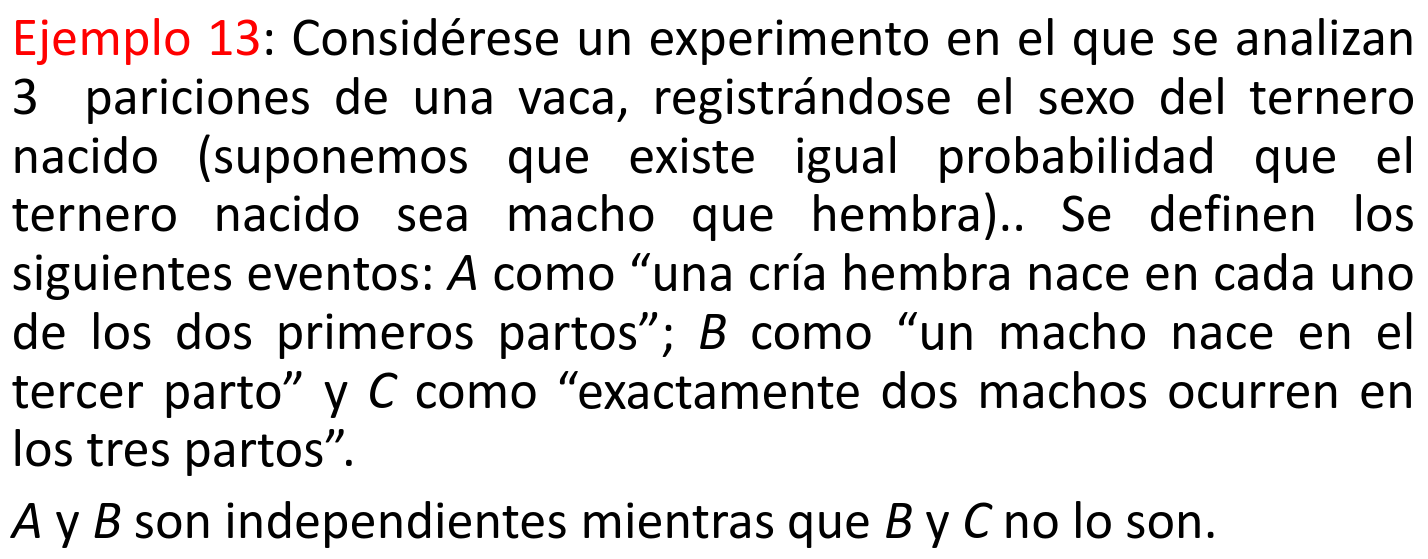 Ejemplo 13: Considérese un experimento en el que se analizan
3 pariciones de una vaca, registrándose el sexo del ternero
nacido (suponemos que existe igual probabilidad que el
ternero nacido sea macho que hembra).. Se definen los
siguientes eventos: A como “una cría hembra nace en cada uno
de los dos primeros partos”; B como “un macho nace en el
tercer parto” y C como “exactamente dos machos ocurren en
los tres partos”.
A y B son independientes mientras que B y C no lo son.